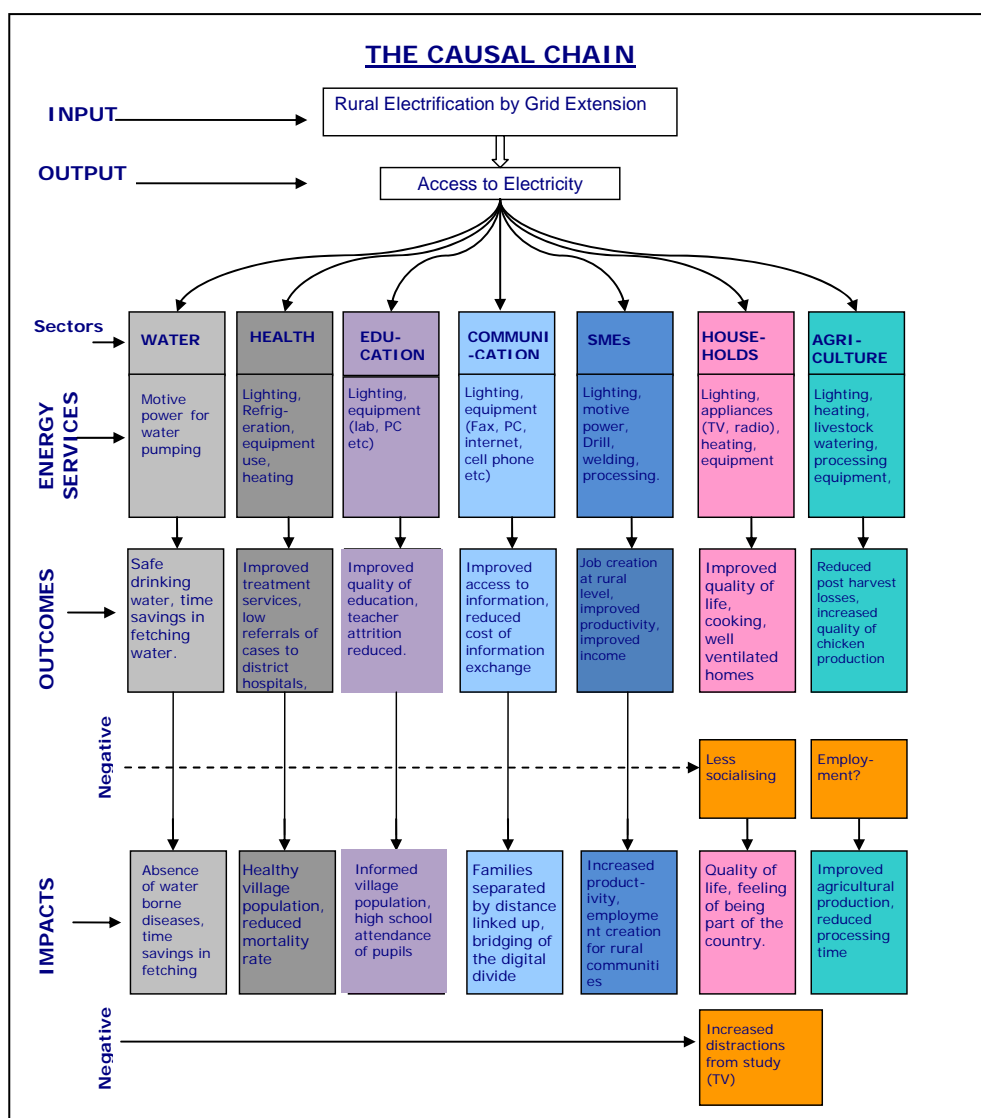 THE CAUSAL CHAIN
INPUT
Rural Electrification by Grid Extension
OUTPUT
Access to Electricity
Sectors
WATER
HEALTH
EDU-
CATION
COMMUNI
-CATION
SMEs
HOUSE-
HOLDS
AGRI-
CULTURE
ENERGY
SERVICES
Motive
power for
water
pumping
Lighting,
Refrig-
eration,
equipment
use,
heating
Lighting,
equipment
(lab, PC
etc)
Lighting,
equipment
(Fax, PC,
internet,
cell phone
etc)
Lighting,
motive
power,
Drill,
welding,
processing.
Lighting,
appliances
(TV, radio),
heating,
equipment
Lighting,
heating,
livestock
watering,
processing
equipment,
OUTCOMES
Safe
drinking
water, time
savings in
fetching
water.
Improved
treatment
services,
low
referrals of
cases to
district
hospitals,
Improved
quality of
education,
teacher
attrition
reduced.
Improved
access to
information,
reduced
cost of
information
exchange
Job creation
at rural
level,
improved
productivity,
improved
income
Improved
quality of
life,
cooking,
well
ventilated
homes
Reduced
post harvest
losses,
increased
quality of
chicken
production
Negative
Less
socialising
Employ-
ment?
IMPACTS
Absence
of water
borne
diseases,
time
savings in
fetching
Healthy
village
population,
reduced
mortality
rate
Informed
village
population,
high school
attendance
of pupils
Families
separated
by distance
linked up,
bridging of
the digital
divide
Increased
product-
ivity,
employme
nt creation
for rural
communiti
es
Quality of
life, feeling
of being
part of the
country.
Improved
agricultural
production,
reduced
processing
time
Negative
Increased
distractions
from study
(TV)